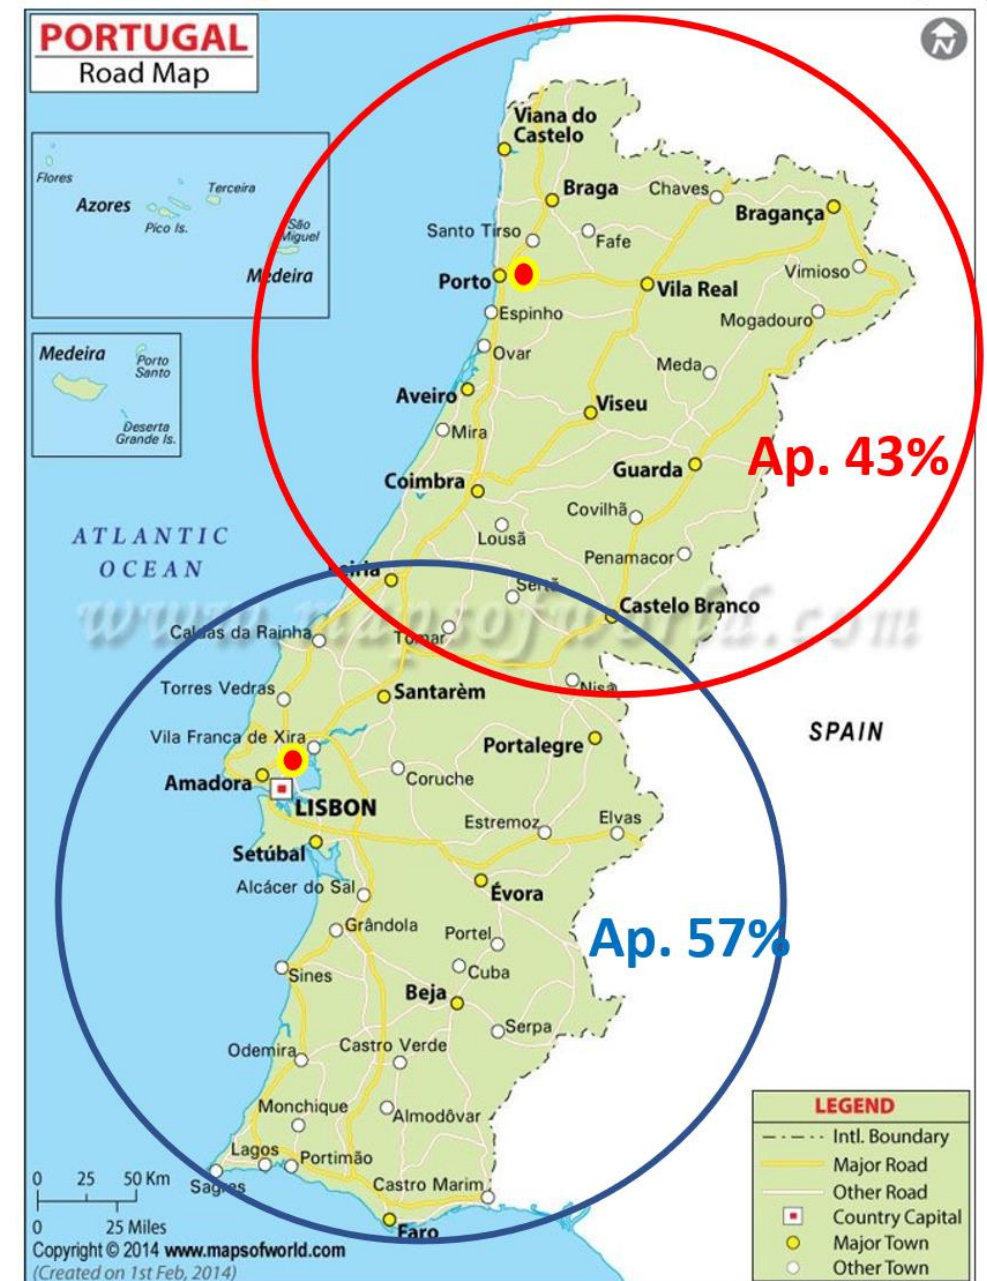 PORTUGAL
Road Map
N
Flores
Azores
Terceira
Pico Is.
São
Miguel
Medeira
Medeira
Porto
Santo
Deserta
Grande Is.
Viana do
Castelo
Braga
Chaves
Bragança
Santo Tirso
Fafe
Porto
Vila Real
Vimioso
Espinho
Mogadouro
Ovar
Meda
Aveiro
Viseu
Mira
Ap. 43%
Guarda
Coimbra
Covilhã
Lousã
ATLANTIC
OCEAN
Penamacor
Leiria
Sertã
Castelo Branco
www.mapsofworld.com
Caldas da Rainha
Tomar
Nisa
Torres Vedras
Santarèm
SPAIN
Vila Franca de Xira
Portalegre
Amadora
Coruche
LISBON
Estremoz
Elvas
Setúbal
Alcácer do Sal
Évora
Grândola
Portel
Ap. 57%
Cuba
Sines
Beja
Serpa
Odemira
Castro Verde
Monchique
Almodôvar
Lagos
Portimão
Castro Marim
Sagres
Faro
0 25 50 Km
0 25 Miles
Copyright © 2014 www.mapsofworld.com
(Created on 1st Feb, 2014)
LEGEND
Intl. Boundary
Major Road
Other Road
Country Capital
Major Town
Other Town